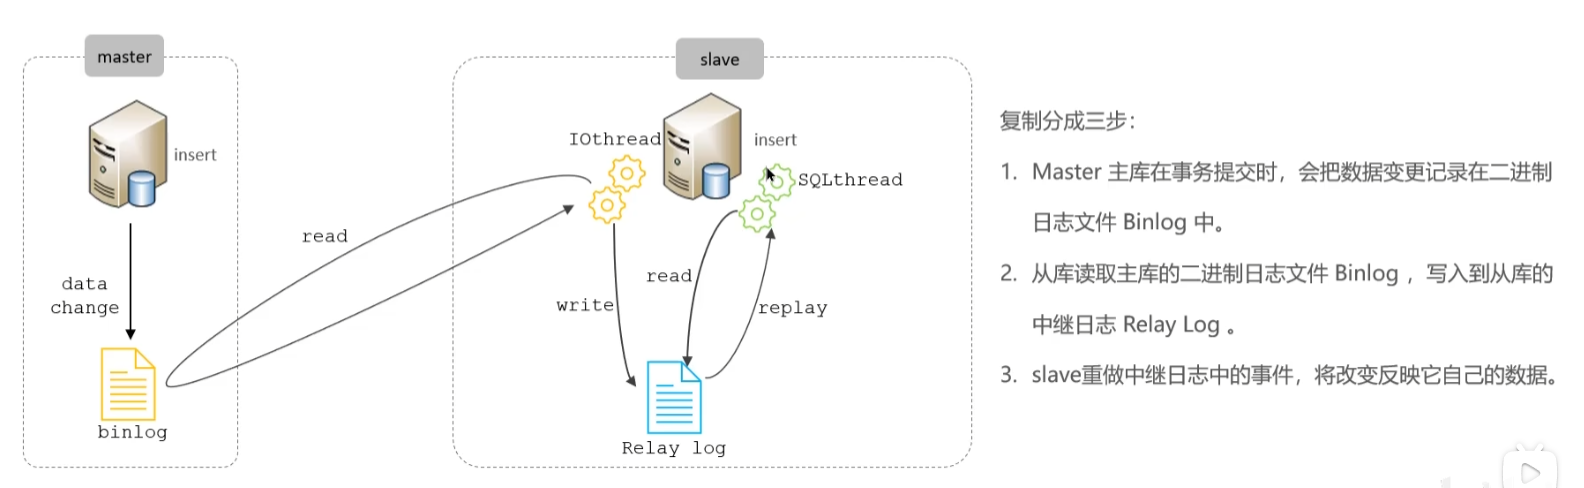 master
slave
insert
data
change
binlog
read
IOthread
insert
SQLthread
read
write
replay
Relay log
复制分成三步：
1. Master 主库在事务提交时，会把数据变更记录在二进制
日志文件 Binlog 中。
2. 从库读取主库的二进制日志文件 Binlog ，写入到从库的
中继日志 Relay Log 。
3. slave重做中继日志中的事件，将改变反映它自己的数据。